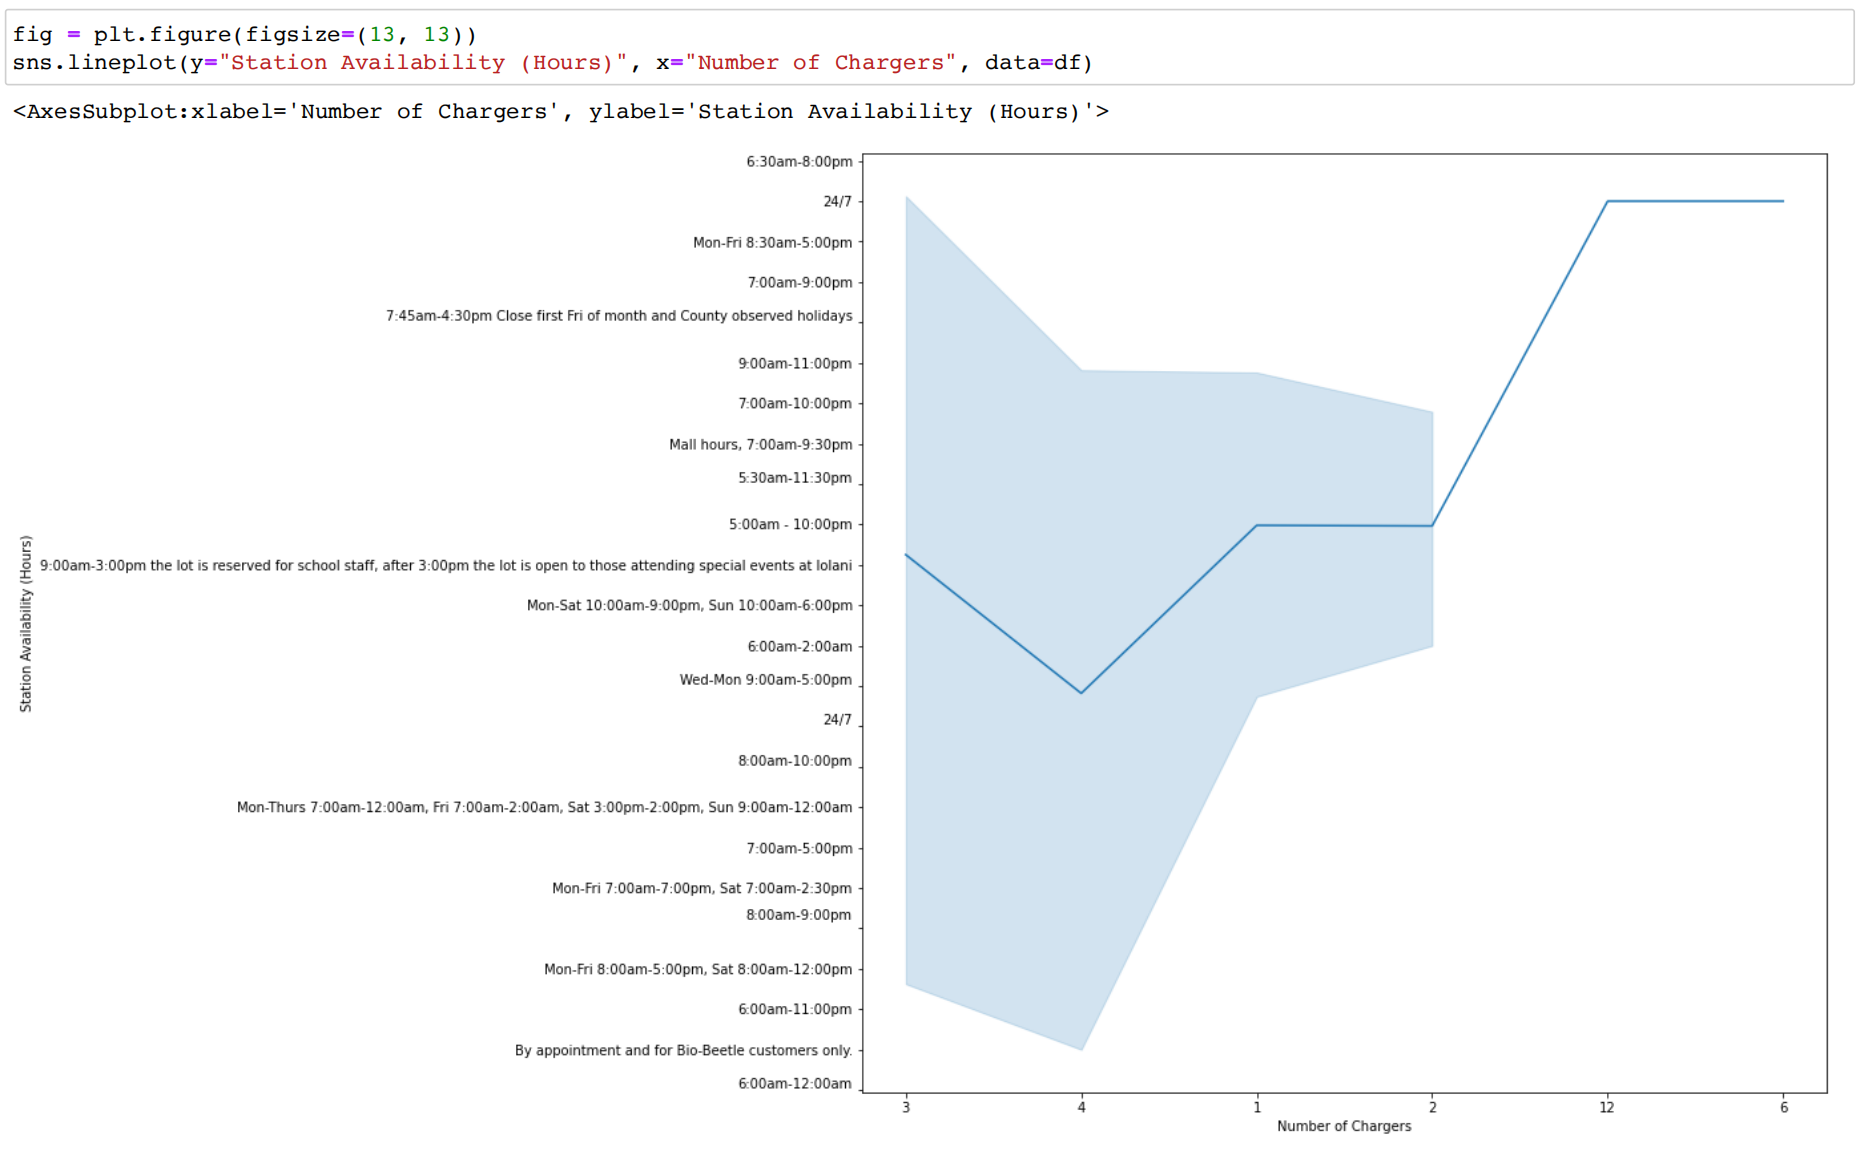 fig = plt.figure(figsize=(13, 13))
sns.lineplot(y="Station Availability (Hours)", x="Number of Chargers", data=df)
<AxesSubplot:xlabel='Number of Chargers', ylabel='Station Availability (Hours)'>
6:30am-8:00pm
24/7
Mon-Fri 8:30am-5:00pm
7:00am-9:00pm
7:45am-4:30pm Close first Fri of month and County observed holidays
9:00am-11:00pm
7:00am-10:00pm
Mall hours, 7:00am-9:30pm
5:30am-11:30pm
5:00am - 10:00pm
9:00am-3:00pm the lot is reserved for school staff, after 3:00pm the lot is open to those attending special events at Iolani
Mon-Sat 10:00am-9:00pm, Sun 10:00am-6:00pm
6:00am-2:00am
Wed-Mon 9:00am-5:00pm
24/7
8:00am-10:00pm
Mon-Thurs 7:00am-12:00am, Fri 7:00am-2:00am, Sat 3:00pm-2:00pm, Sun 9:00am-12:00am
7:00am-5:00pm
Mon-Fri 7:00am-7:00pm, Sat 7:00am-2:30pm
8:00am-9:00pm
Mon-Fri 8:00am-5:00pm, Sat 8:00am-12:00pm
6:00am-11:00pm
By appointment and for Bio-Beetle customers only.
6:00am-12:00am
Station Availability (Hours)
3 4 1 2 12 6
Number of Chargers